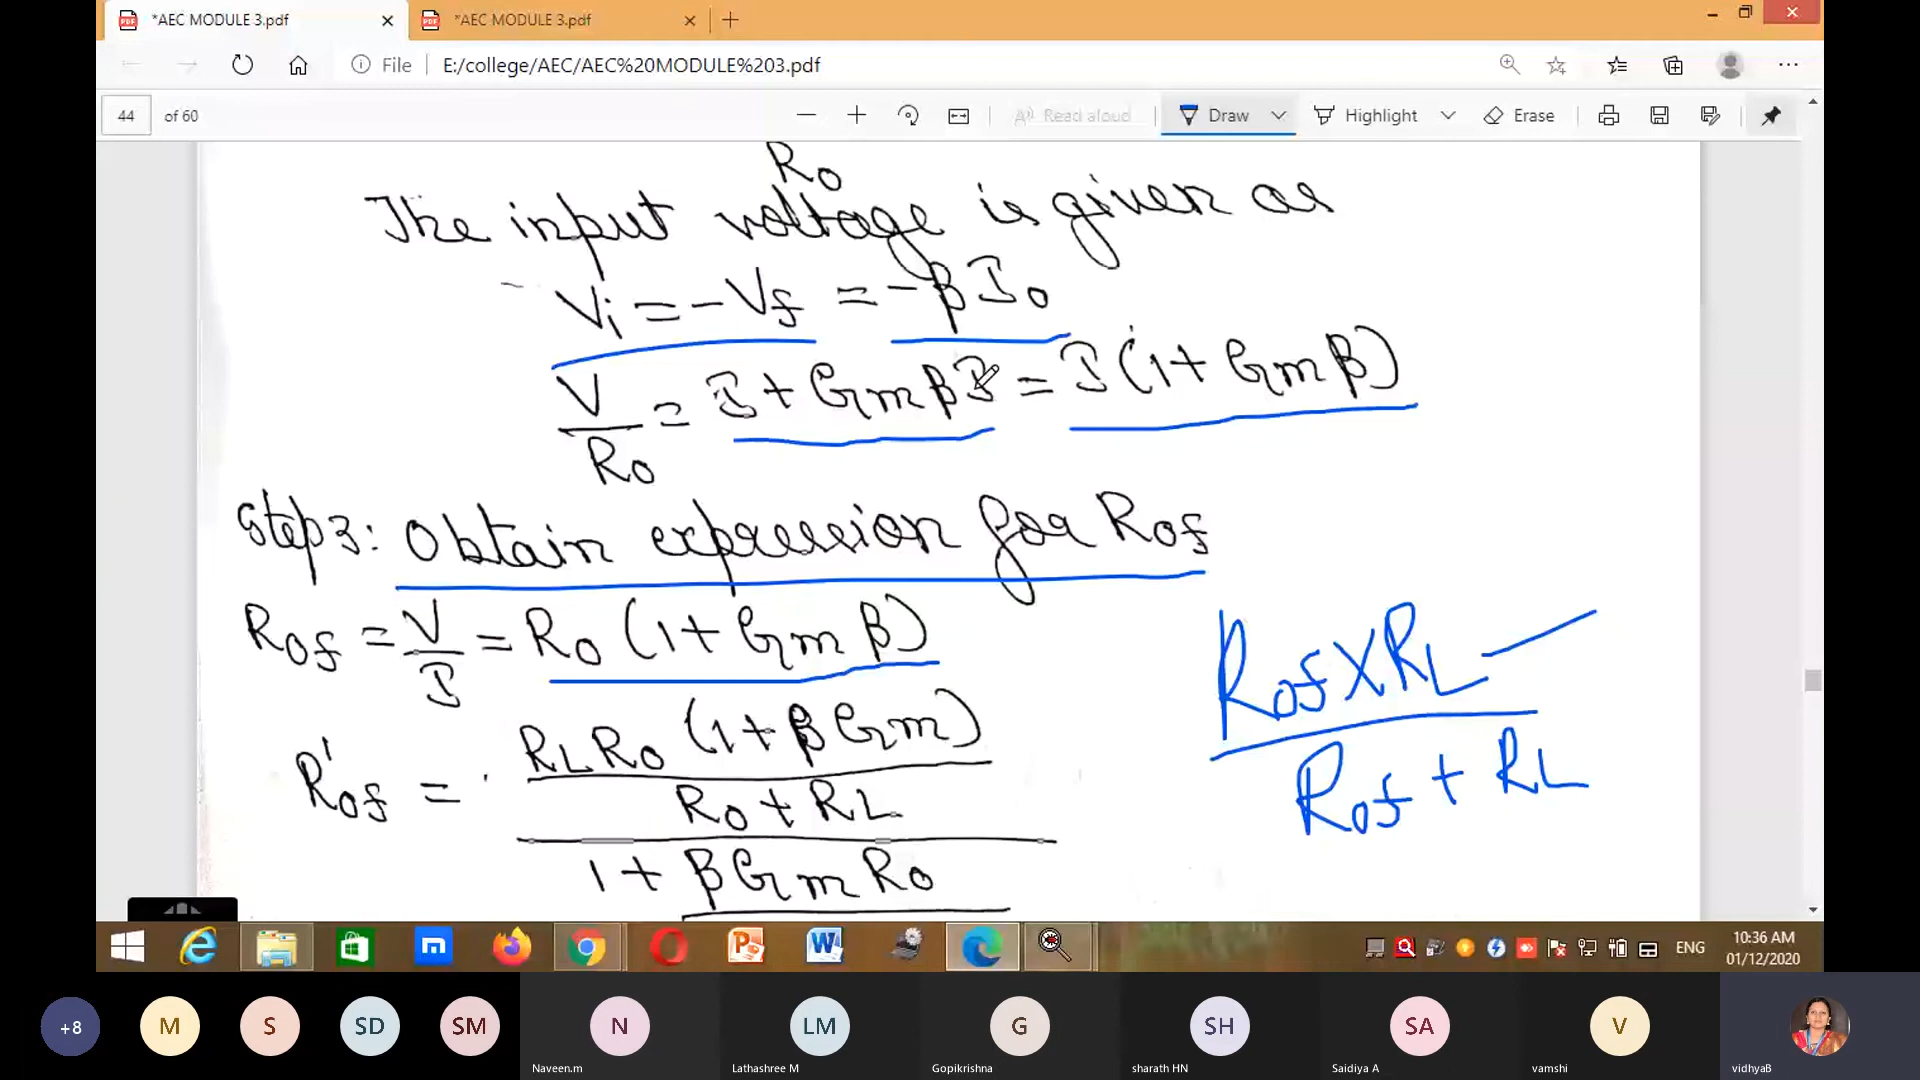 *AEC MODULE 3.pdf
*AEC MODULE 3.pdf
File E:/college/AEC/AEC%20MODULE%203.pdf
44 of 60 Read aloud Draw Highlight Erase
Ro
The input voltage is given as
Vi = -Vf = -βIo
V/Ro = I + GmβI = I(1+Gmβ)
Step3: Obtain expression for Rof
Rof = V/I = Ro(1+Gmβ)
R'of = RLRo(1+βGm)
Ro+RL
1+βGmRo
Rof X RL
Rof + RL
ENG
10:36 AM
01/12/2020
+8 M S SD SM N LM G SH SA V
Naveen.m Lathashree M Gopikrishna sharath HN Saidiya A vamshi vidhyaB